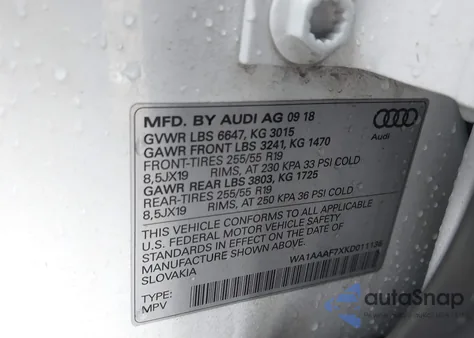 MFD. BY AUDI AG 09 18
GVWR LBS 6647, KG 3015
GAWR FRONT LBS 3241, KG 1470
FRONT-TIRES 255/55 R19
8,5JX19 RIMS, AT 230 KPA 33 PSI COLD
GAWR REAR LBS 3803, KG 1725
REAR-TIRES 255/55 R19
8,5JX19 RIMS, AT 250 KPA 36 PSI COLD
Audi
THIS VEHICLE CONFORMS TO ALL APPLICABLE
U.S. FEDERAL MOTOR VEHICLE SAFETY
STANDARDS IN EFFECT ON THE DATE OF
MANUFACTURE SHOWN ABOVE.
SLOVAKIA WA1AAAF7XKD011136
TYPE:
MPV
autoSnap